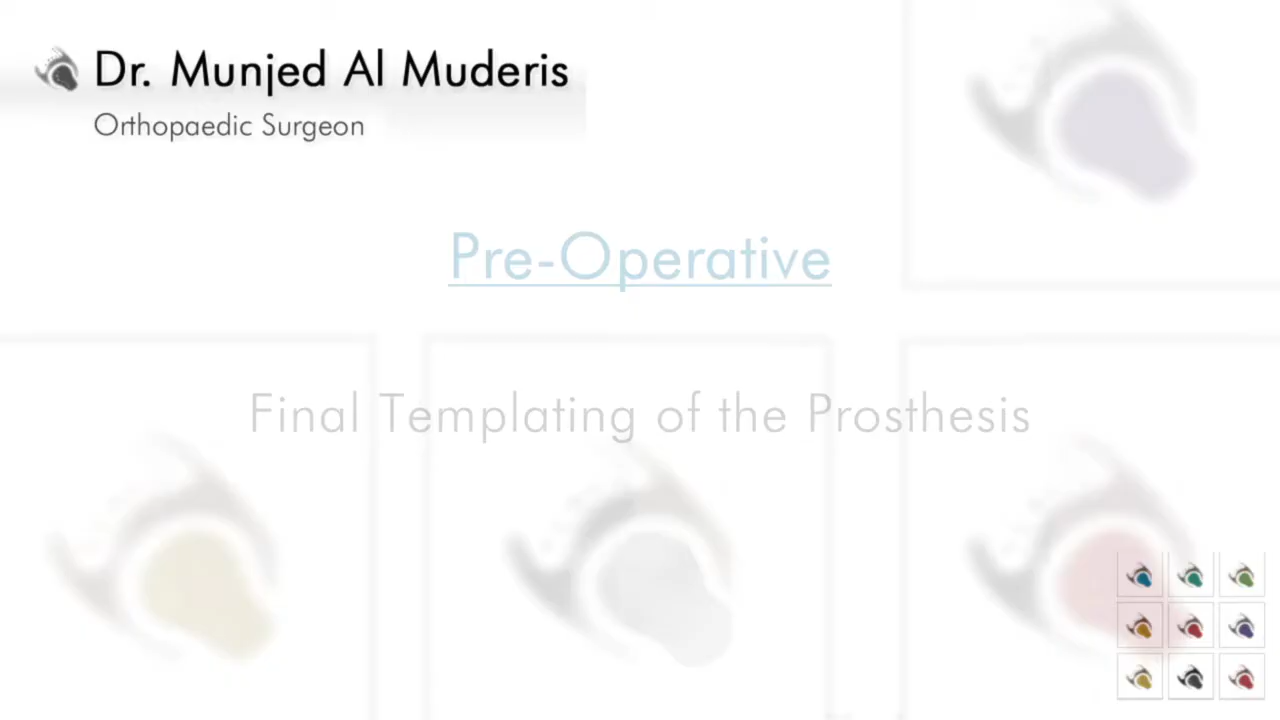 Dr. Munjed Al Muderis
Orthopaedic Surgeon
Pre-Operative
Final Templating of the Prosthesis